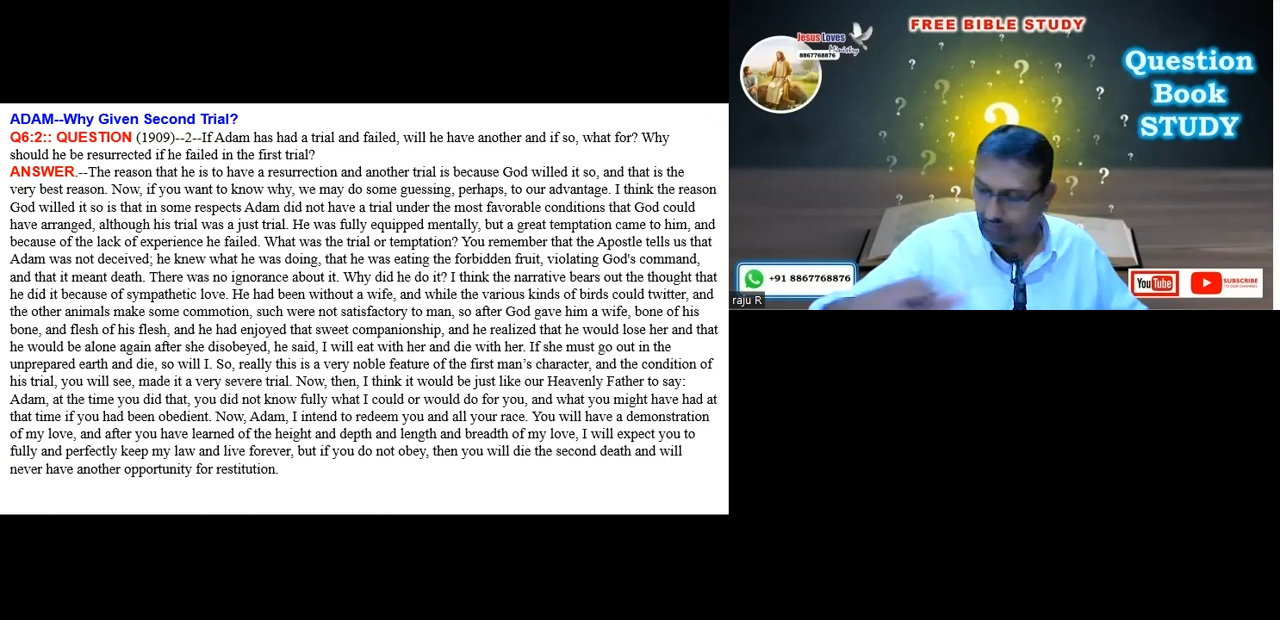 ADAM--Why Given Second Trial?
Q6:2:: QUESTION (1909)--2--If Adam has had a trial and failed, will he have another and if so, what for? Why
should he be resurrected if he failed in the first trial?
ANSWER.--The reason that he is to have a resurrection and another trial is because God willed it so, and that is the
very best reason. Now, if you want to know why, we may do some guessing, perhaps, to our advantage. I think the reason
God willed it so is that in some respects Adam did not have a trial under the most favorable conditions that God could
have arranged, although his trial was a just trial. He was fully equipped mentally, but a great temptation came to him, and
because of the lack of experience he failed. What was the trial or temptation? You remember that the Apostle tells us that
Adam was not deceived; he knew what he was doing, that he was eating the forbidden fruit, violating God's command,
and that it meant death. There was no ignorance about it. Why did he do it? I think the narrative bears out the thought that
he did it because of sympathetic love. He had been without a wife, and while the various kinds of birds could twitter, and
the other animals make some commotion, such were not satisfactory to man, so after God gave him a wife, bone of his
bone, and flesh of his flesh, and he had enjoyed that sweet companionship, and he realized that he would lose her and that
he would be alone again after she disobeyed, he said, I will eat with her and die with her. If she must go out in the
unprepared earth and die, so will I. So, really this is a very noble feature of the first man's character, and the condition of
his trial, you will see, made it a very severe trial. Now, then, I think it would be just like our Heavenly Father to say:
Adam, at the time you did that, you did not know fully what I could or would do for you, and what you might have had at
that time if you had been obedient. Now, Adam, I intend to redeem you and all your race. You will have a demonstration
of my love, and after you have learned of the height and depth and length and breadth of my love, I will expect you to
fully and perfectly keep my law and live forever, but if you do not obey, then you will die the second death and will
never have another opportunity for restitution.
FREE BIBLE STUDY
Jesus Loves
Ministry
8867768876
Question
Book
STUDY
+91 8867768876
raju R
YouTube
SUBSCRIBE
TO OUR CHANNEL